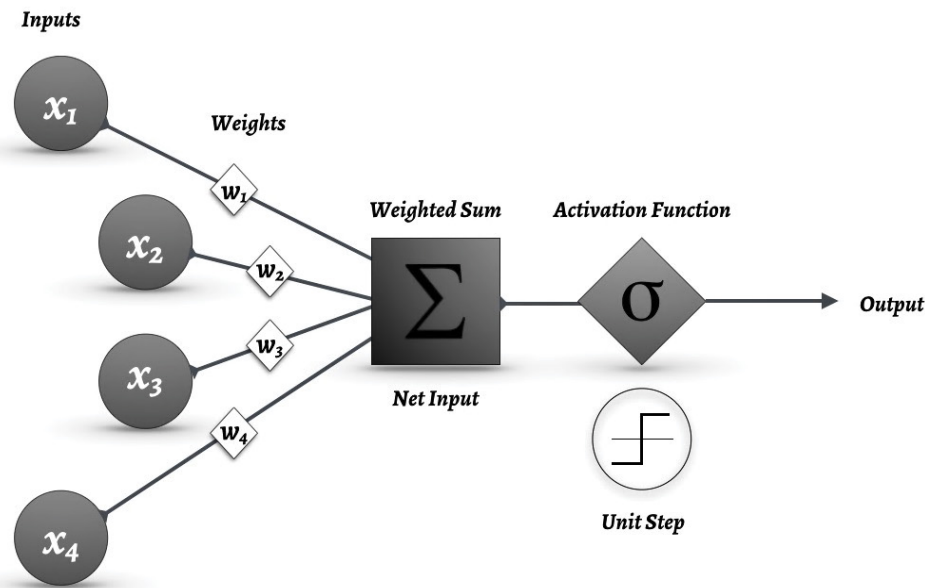 Inputs
x₁
Weights
w₁
x₂
w₂
Weighted Sum
Activation Function
Σ
σ
Output
w₃
x₃
Net Input
w₄
Unit Step
x₄